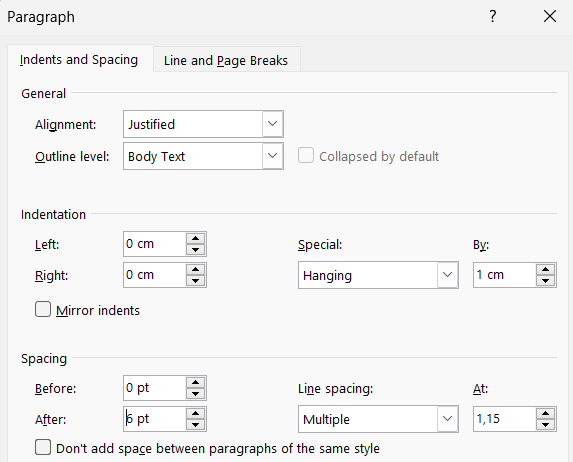 Paragraph ?
Indents and Spacing Line and Page Breaks
General
Alignment: Justified
Outline level: Body Text Collapsed by default
Indentation
Left: 0 cm Special: By:
Right: 0 cm Hanging 1 cm
Mirror indents
Spacing
Before: 0 pt Line spacing: At:
After: 6 pt Multiple 1,15
Don't add space between paragraphs of the same style